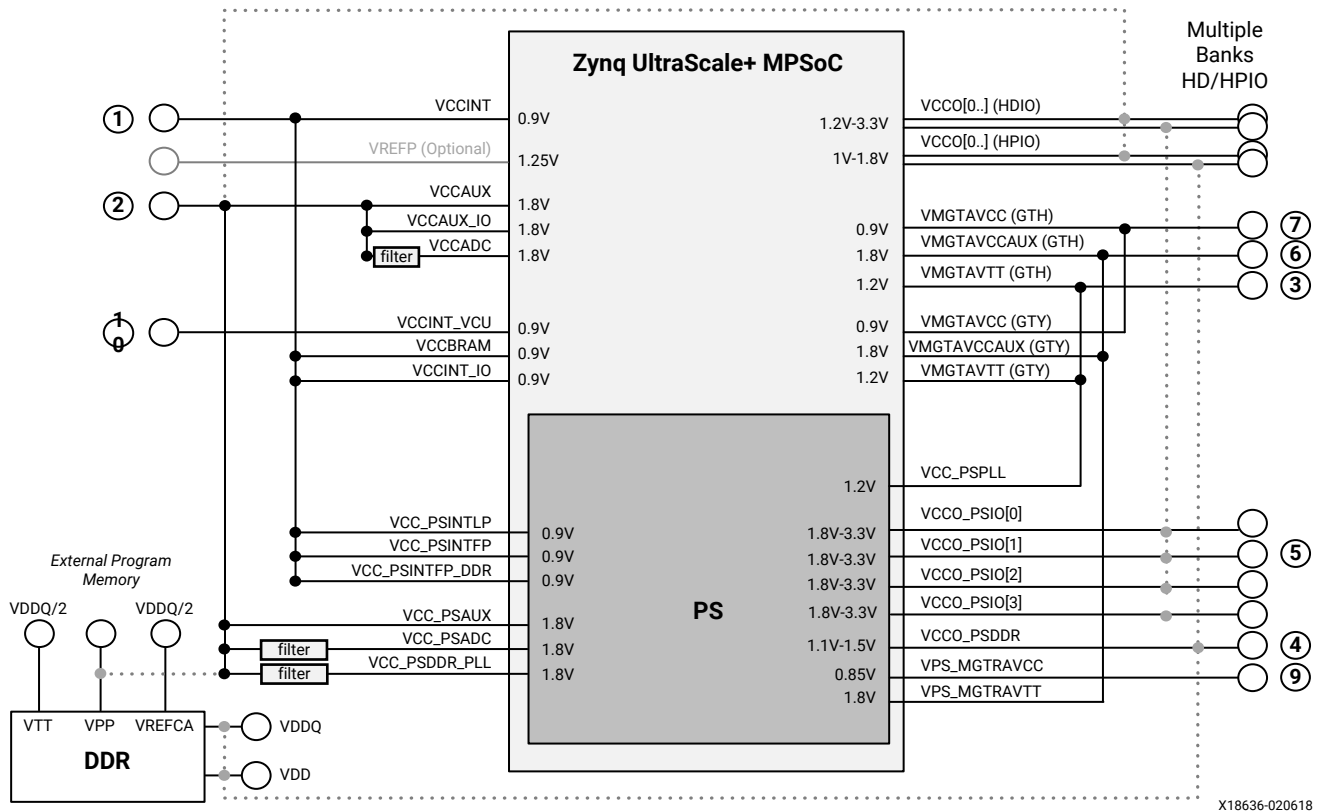 Multiple
Banks
HD/HPIO
Zynq UltraScale+ MPSoC
1
VCCINT
0.9V
VREFP (Optional)
1.25V
2
VCCAUX
1.8V
VCCAUX_IO
1.8V
filter
VCCADC
1.8V
10
VCCINT_VCU
0.9V
VCCBRAM
0.9V
VCCINT_IO
0.9V
1.2V-3.3V
VCCO[0..] (HDIO)
1V-1.8V
VCCO[0..] (HPIO)
0.9V
VMGTAVCC (GTH)
7
1.8V
VMGTAVCCAUX (GTH)
6
1.2V
VMGTAVTT (GTH)
3
0.9V
VMGTAVCC (GTY)
1.8V
VMGTAVCCAUX (GTY)
1.2V
VMGTAVTT (GTY)
PS
VCC_PSINTLP
0.9V
VCC_PSINTFP
0.9V
VCC_PSINTFP_DDR
0.9V
VCC_PSAUX
1.8V
filter
VCC_PSADC
1.8V
filter
VCC_PSDDR_PLL
1.8V
1.2V
VCC_PSPLL
1.8V-3.3V
VCCO_PSIO[0]
1.8V-3.3V
VCCO_PSIO[1]
5
1.8V-3.3V
VCCO_PSIO[2]
1.8V-3.3V
VCCO_PSIO[3]
1.1V-1.5V
VCCO_PSDDR
4
0.85V
VPS_MGTRAVCC
9
1.8V
VPS_MGTRAVTT
External Program
Memory
VDDQ/2
VDDQ/2
VTT
VPP
VREFCA
DDR
VDDQ
VDD
X18636-020618